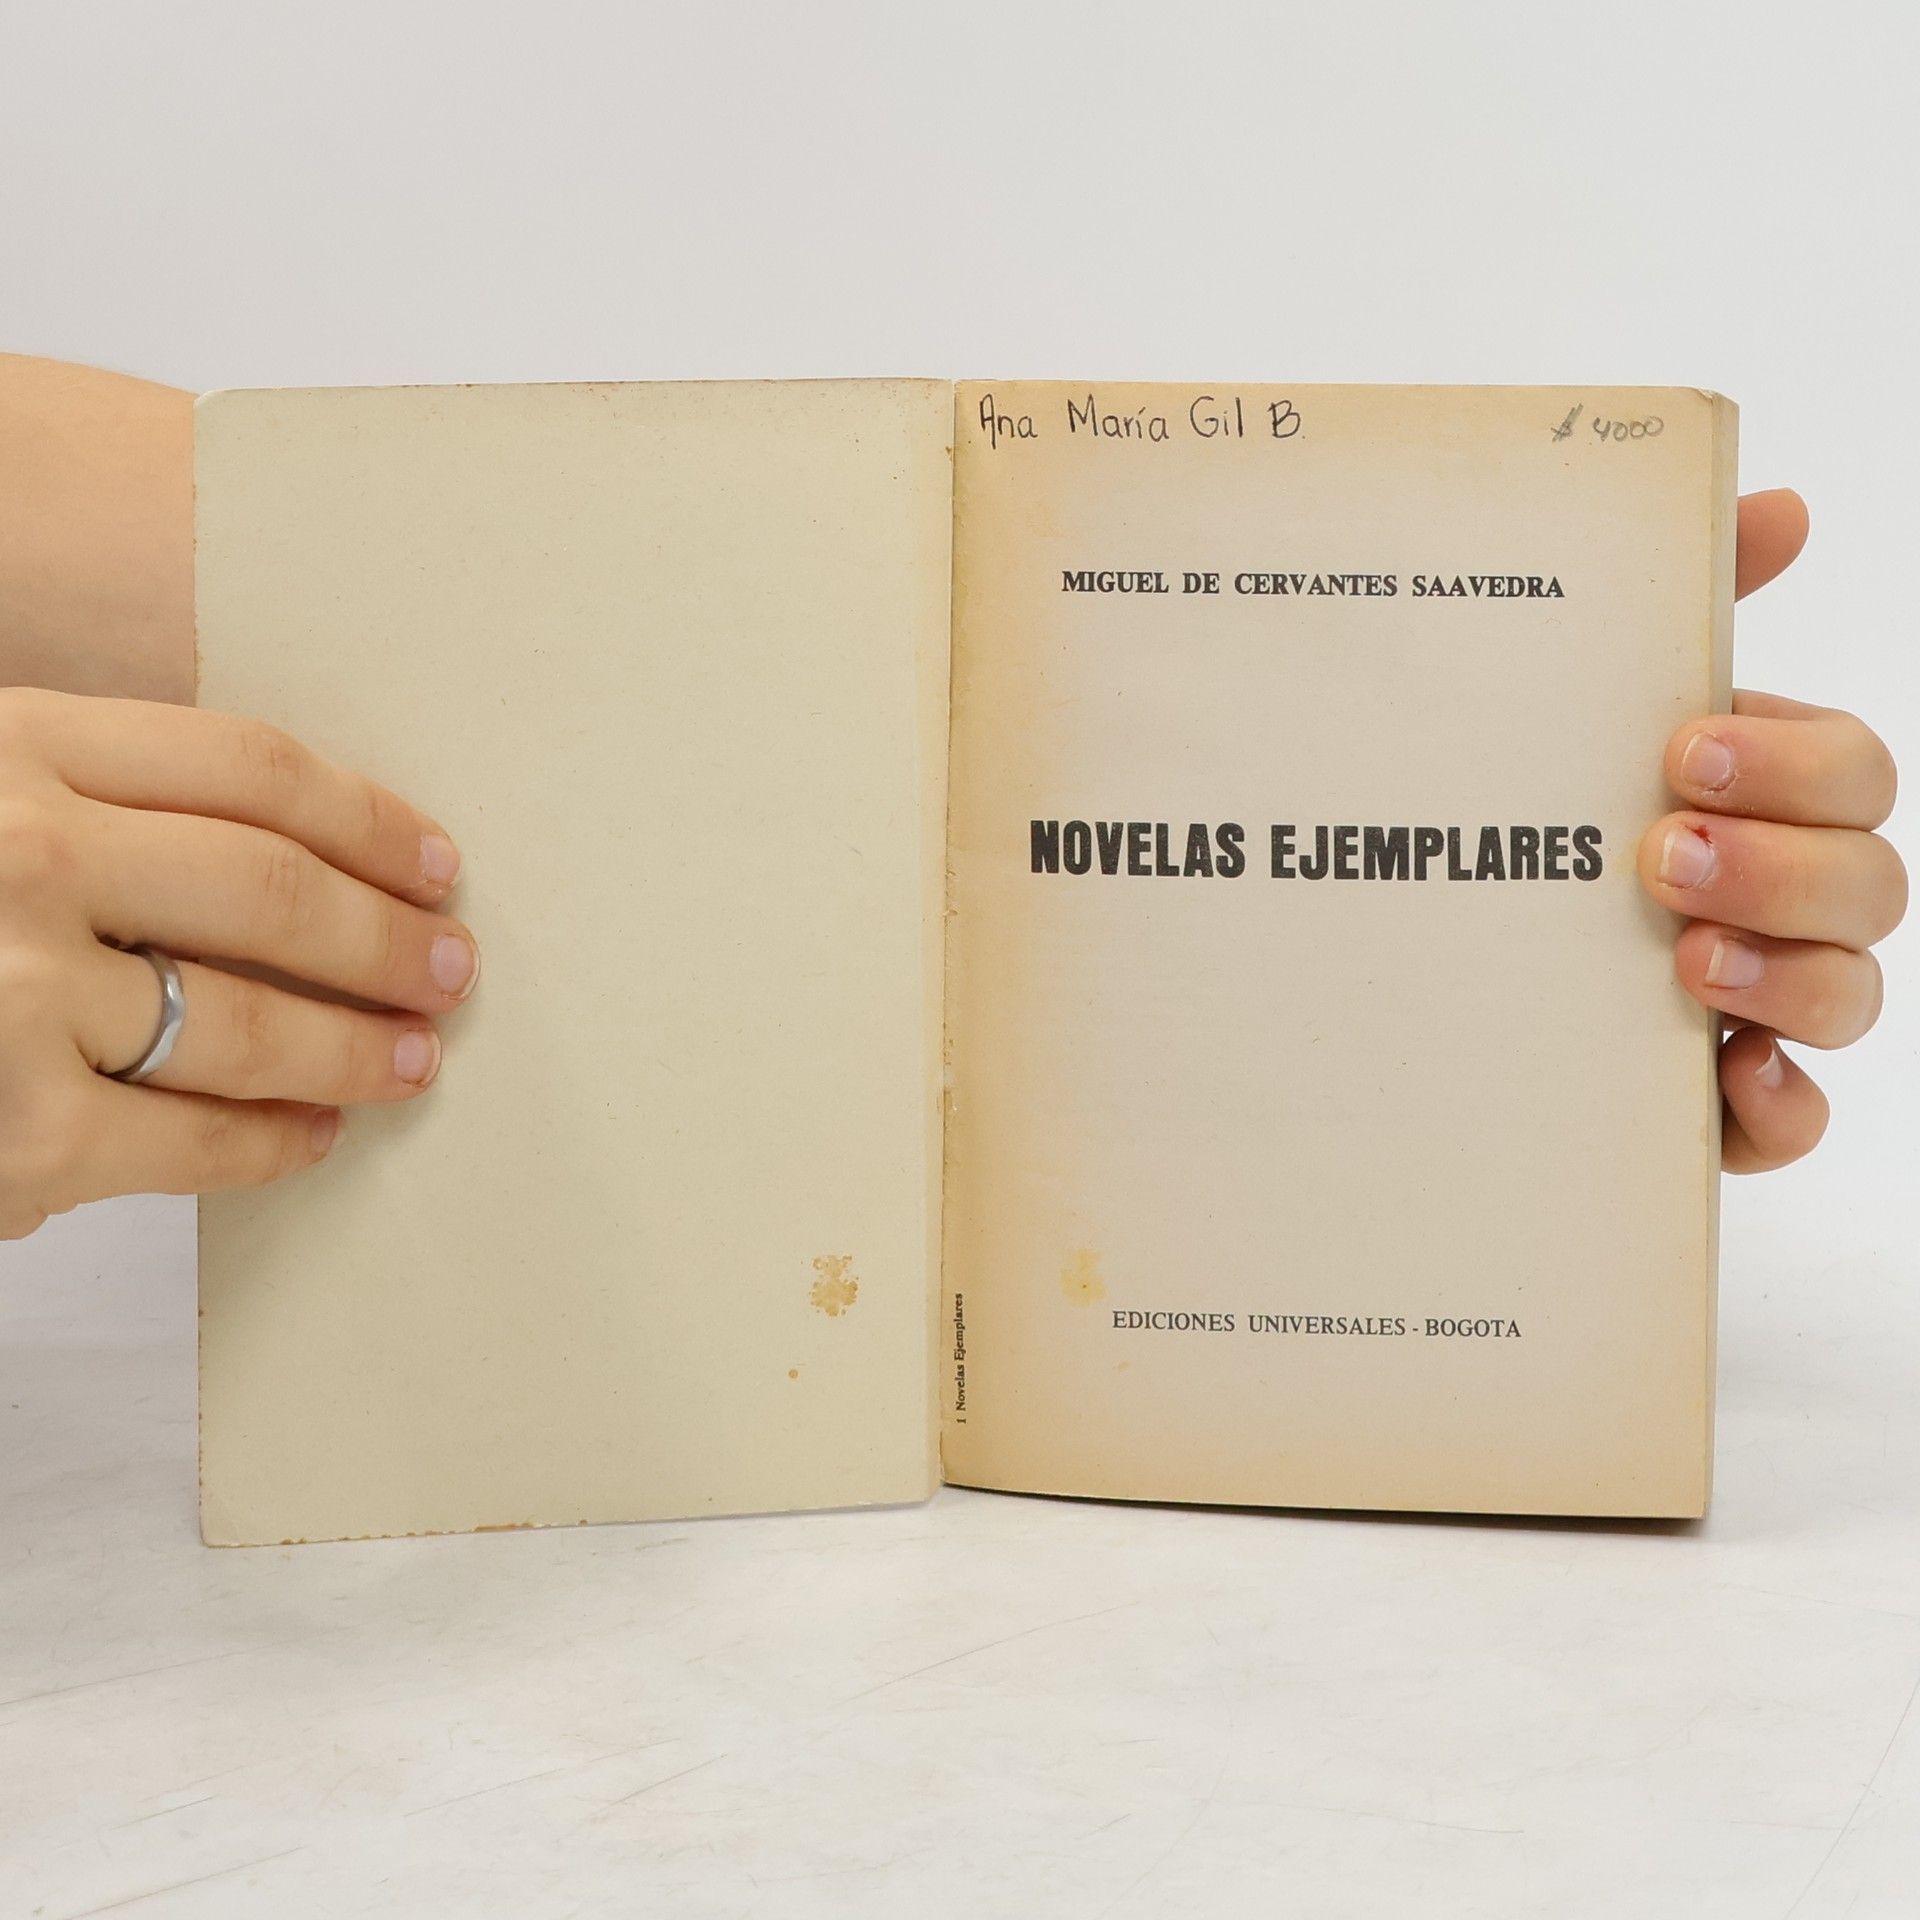 Ana María Gil B.
$ 4000
MIGUEL DE CERVANTES SAAVEDRA
NOVELAS EJEMPLARES
EDICIONES UNIVERSALES - BOGOTA
1 Novelas Ejemplares